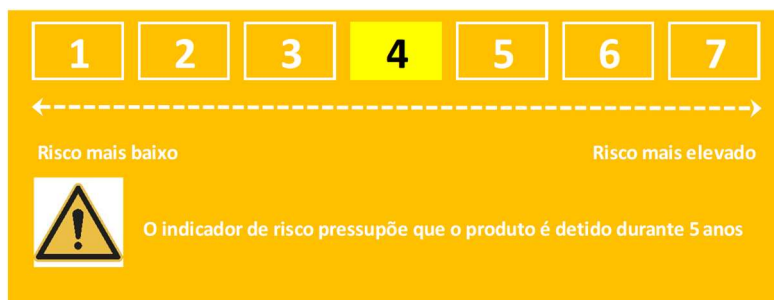 1 2 3 4 5 6 7
Risco mais baixo Risco mais elevado
O indicador de risco pressupõe que o produto é detido durante 5 anos